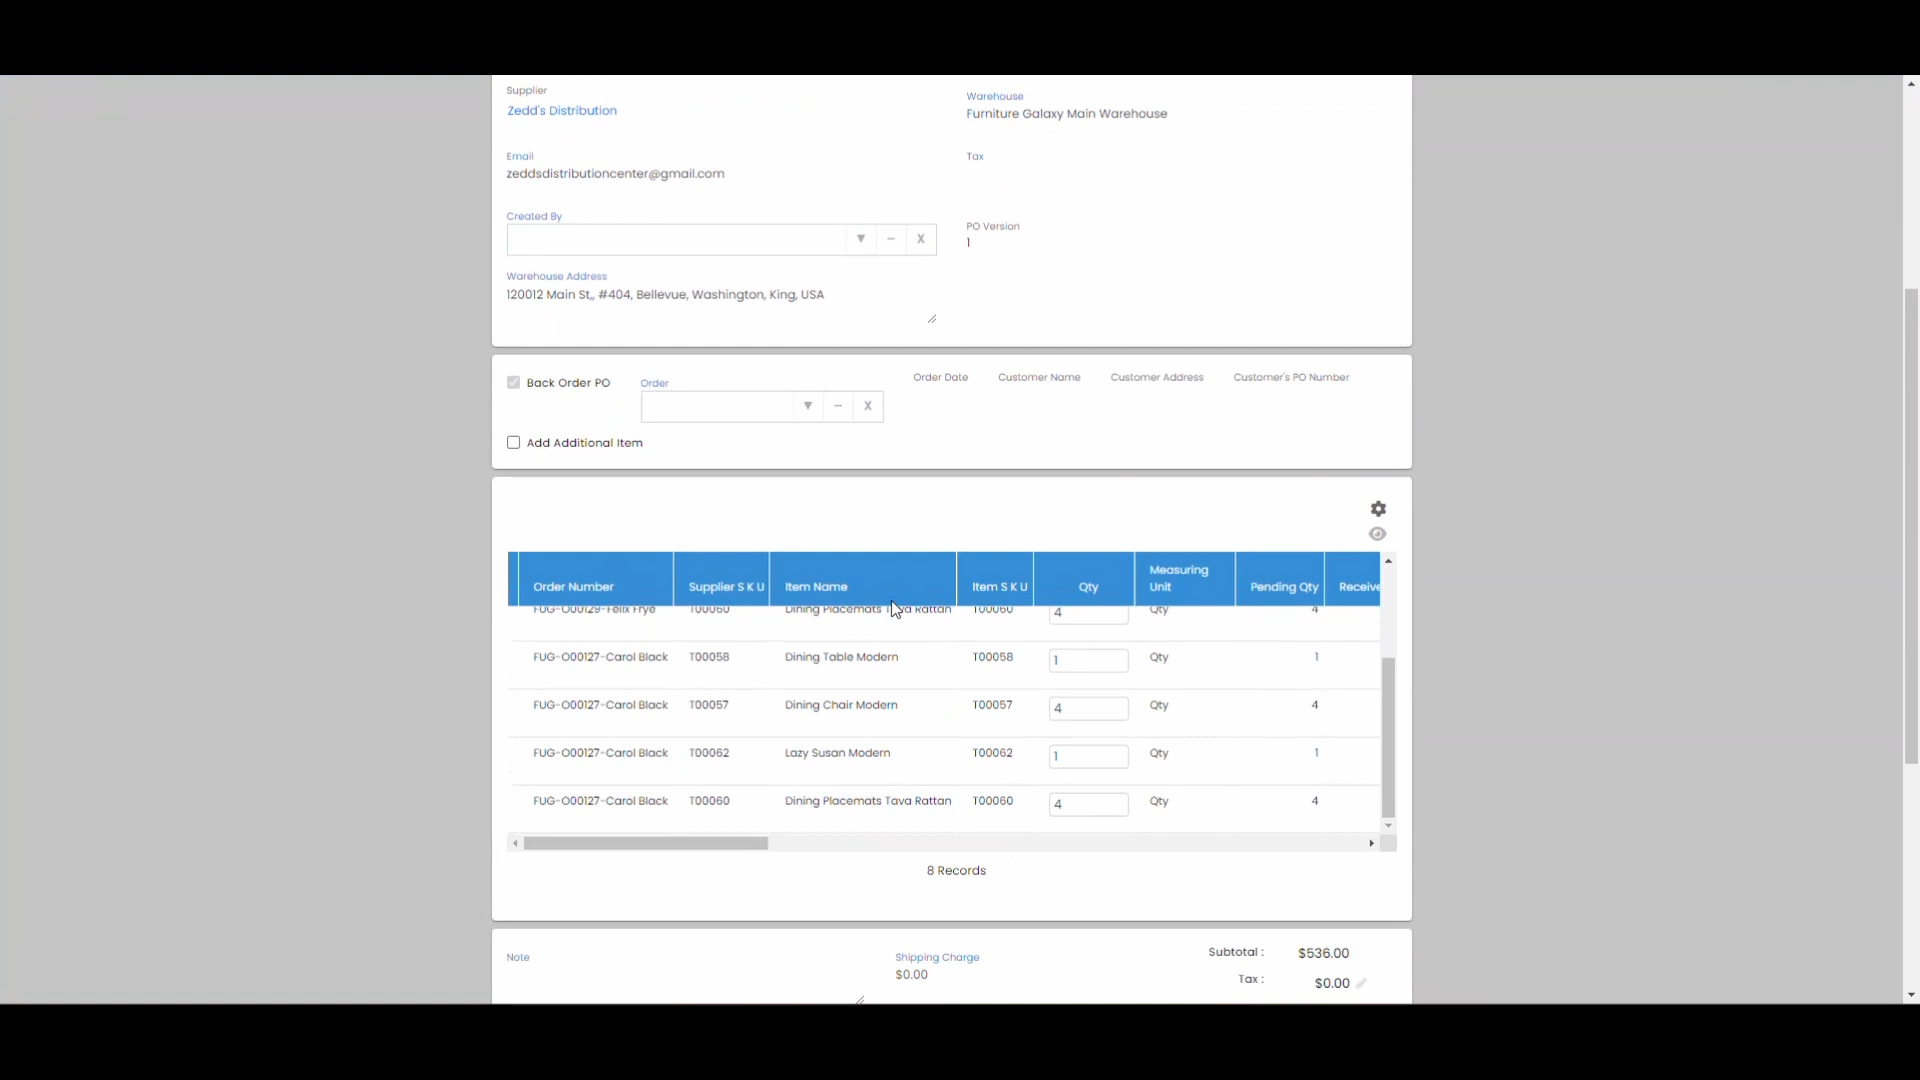 Supplier
Zedd's Distribution
Warehouse
Furniture Galaxy Main Warehouse
Email
zeddsdistributioncenter@gmail.com
Tax
Created By
▼ – X
PO Version
1
Warehouse Address
120012 Main St,, #404, Bellevue, Washington, King, USA
Back Order PO
Order
▼ – X
Order Date Customer Name Customer Address Customer's PO Number
Add Additional Item
Order Number Supplier S K U Item Name Item S K U Qty Measuring Unit Pending Qty Receive
FUG-O00129-Felix Frye T00060 Dining Placemats Tava Rattan T00060 4 Qty 4
FUG-O00127-Carol Black T00058 Dining Table Modern T00058 1 Qty 1
FUG-O00127-Carol Black T00057 Dining Chair Modern T00057 4 Qty 4
FUG-O00127-Carol Black T00062 Lazy Susan Modern T00062 1 Qty 1
FUG-O00127-Carol Black T00060 Dining Placemats Tava Rattan T00060 4 Qty 4
8 Records
Note
Shipping Charge
$0.00
Subtotal : $536.00
Tax : $0.00